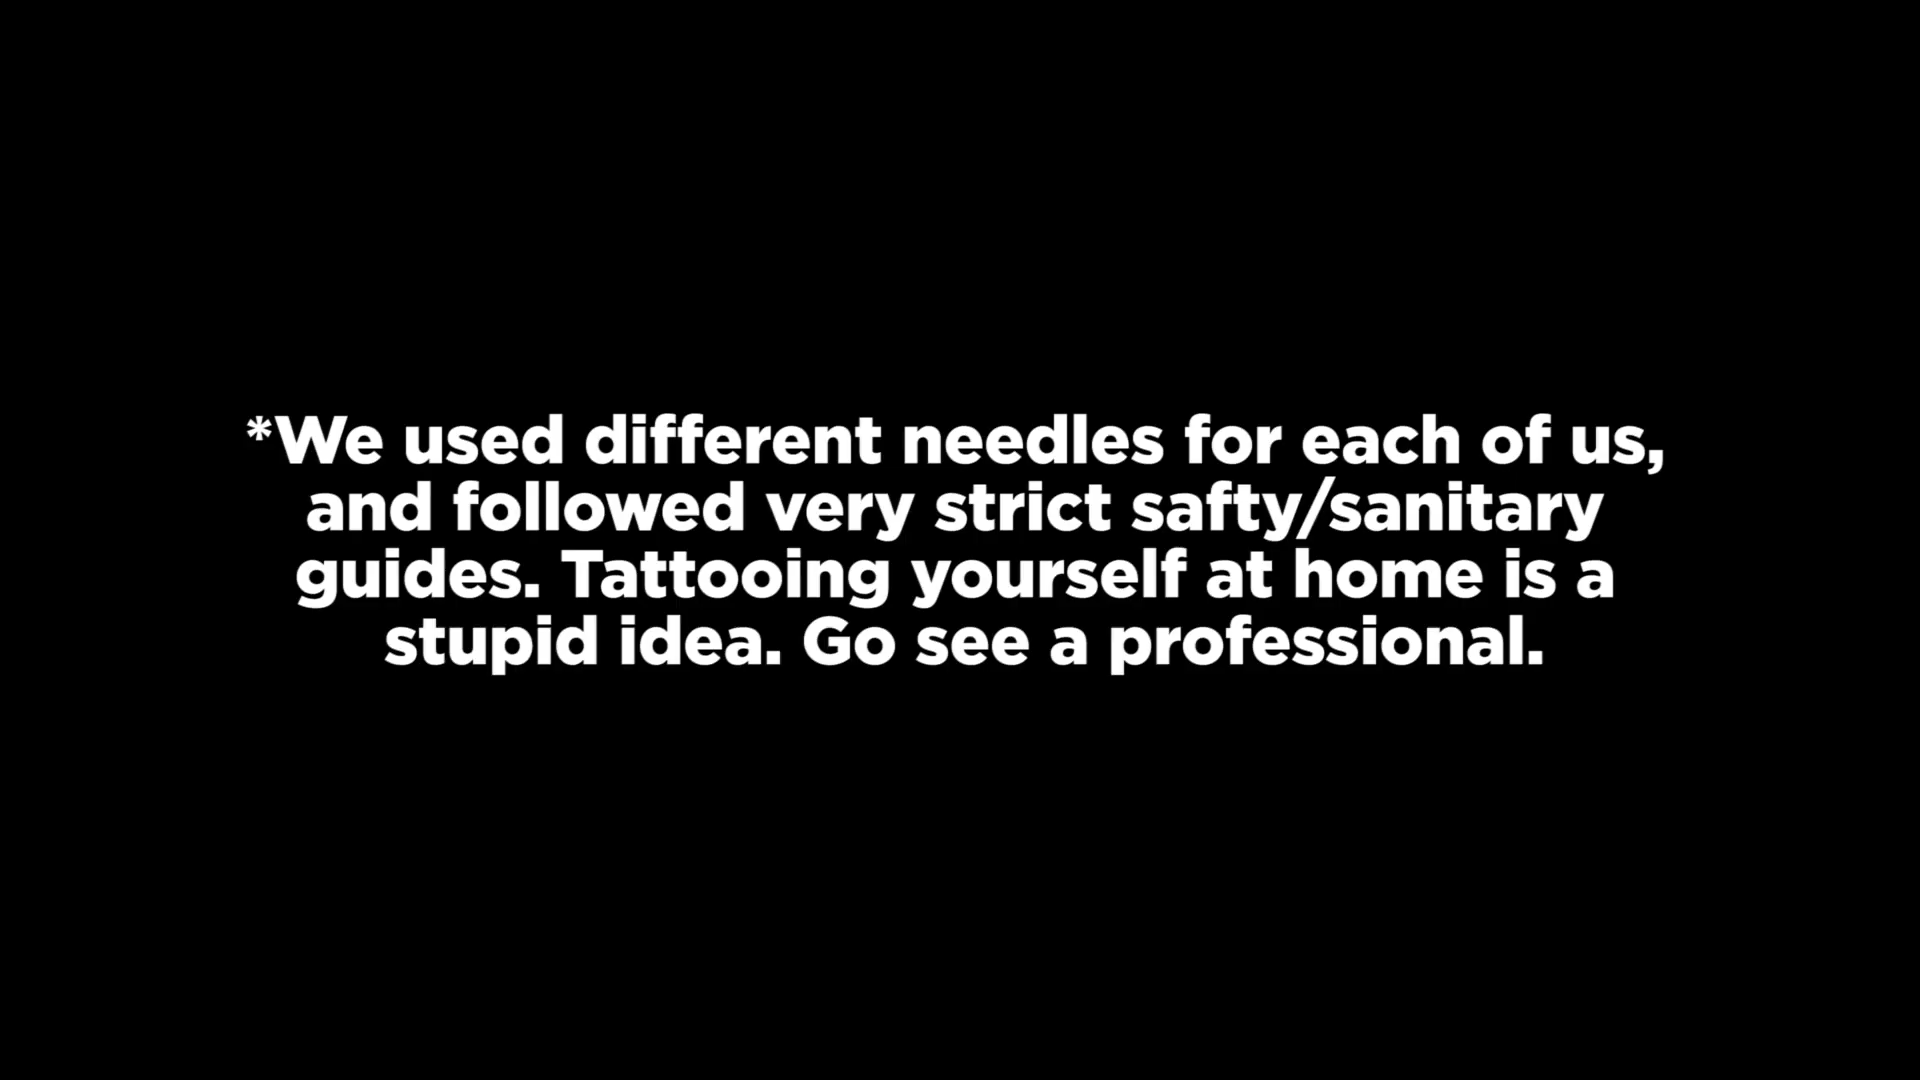 *We used different needles for each of us,
and followed very strict safty/sanitary
guides. Tattooing yourself at home is a
stupid idea. Go see a professional.